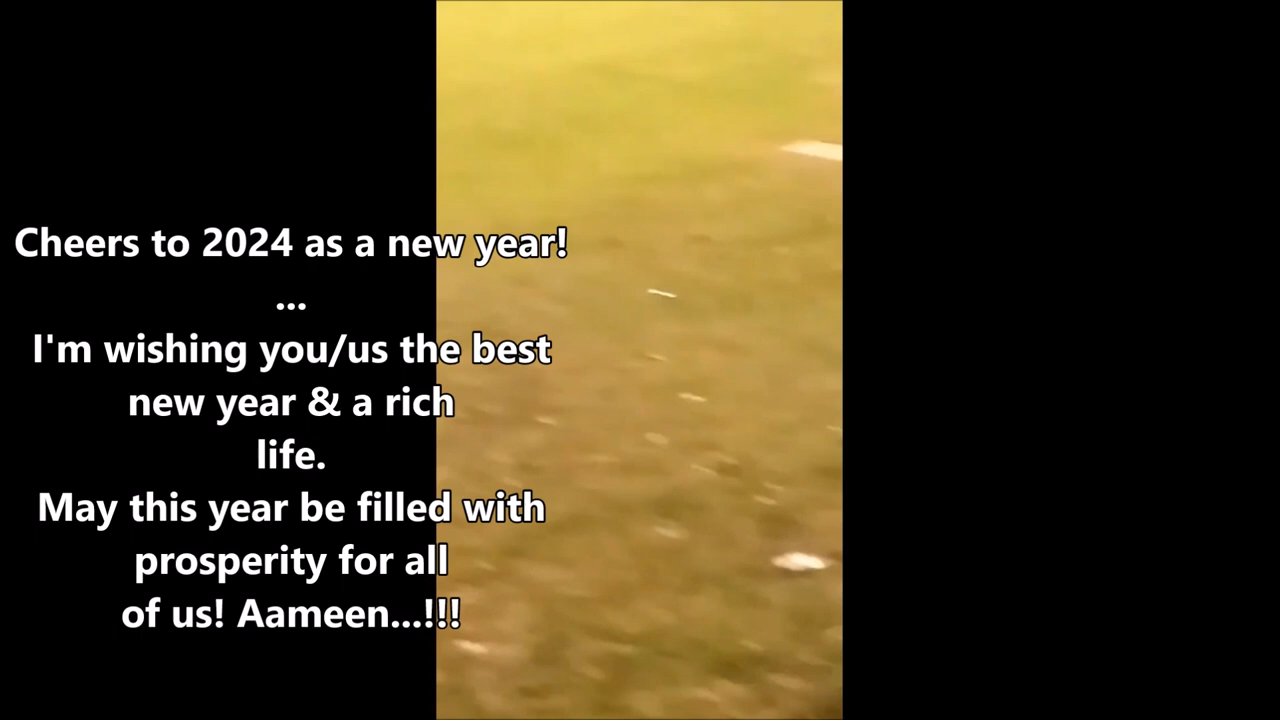 Cheers to 2024 as a new year!
...
I'm wishing you/us the best
new year & a rich
life.
May this year be filled with
prosperity for all
of us! Aameen...!!!